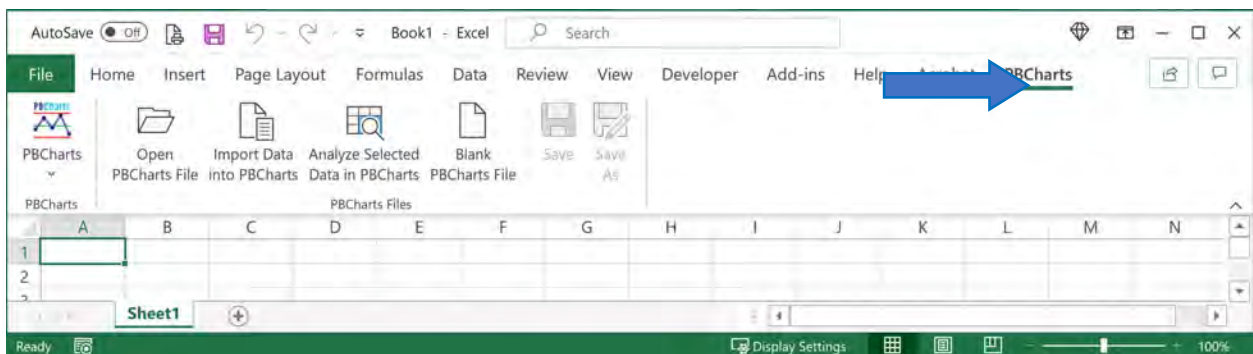 AutoSave Off Book1 - Excel Search
File Home Insert Page Layout Formulas Data Review View Developer Add-ins Help PBCharts
PBCharts
PBCharts Open Import Data Analyze Selected Blank Save Save
PBCharts File into PBCharts Data in PBCharts PBCharts File As
PBCharts PBCharts Files
A B C D E F G H I J K L M N
1
2
3
Sheet1
Ready Display Settings 100%